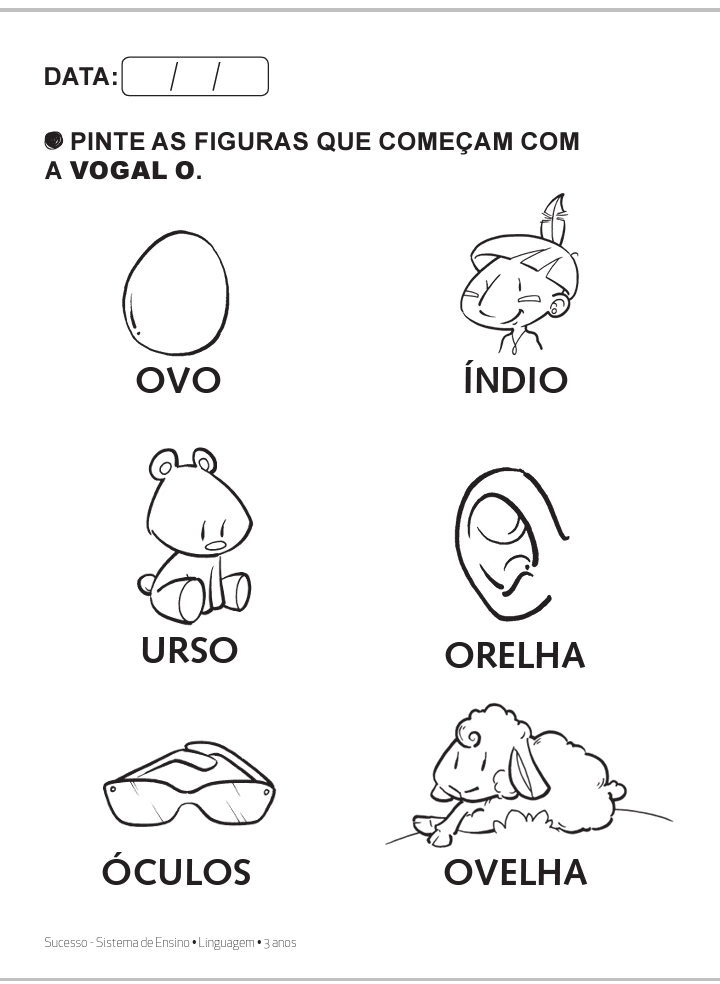 DATA: / /
PINTE AS FIGURAS QUE COMEÇAM COM
A VOGAL O.
OVO
ÍNDIO
URSO
ORELHA
ÓCULOS
OVELHA
Sucesso - Sistema de Ensino • Linguagem • 3 anos